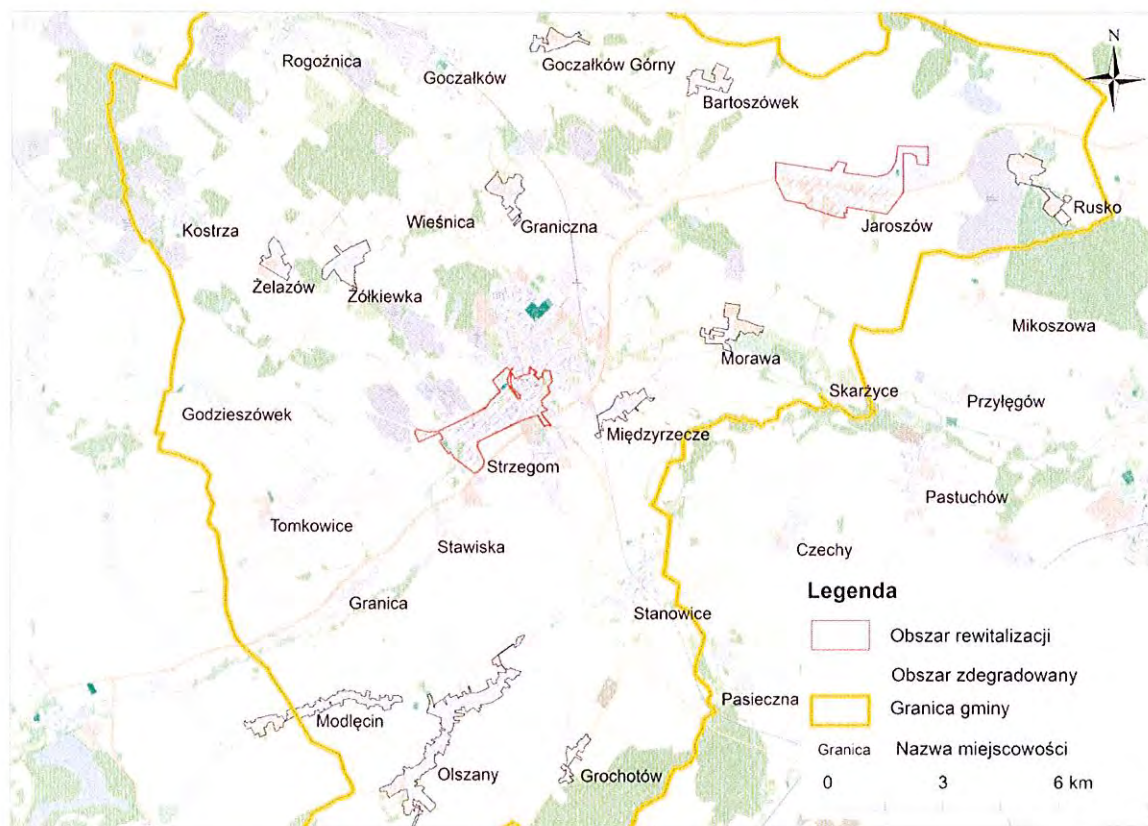 N
Rogoźnica
Goczałków
Goczałków Górny
Bartoszówek
Kostrza
Wieśnica
Graniczna
Jaroszów
Rusko
Żelazów
Żółkiewka
Mikoszowa
Morawa
Skarżyce
Przyłęgów
Godzieszówek
Międzyrzecze
Strzegom
Pastuchów
Tomkowice
Stawiska
Czechy
Granica
Stanowice
Modlęcin
Olszany
Grochotów
Pasieczna
Legenda
Obszar rewitalizacji
Obszar zdegradowany
Granica gminy
Granica Nazwa miejscowości
0 3 6 km